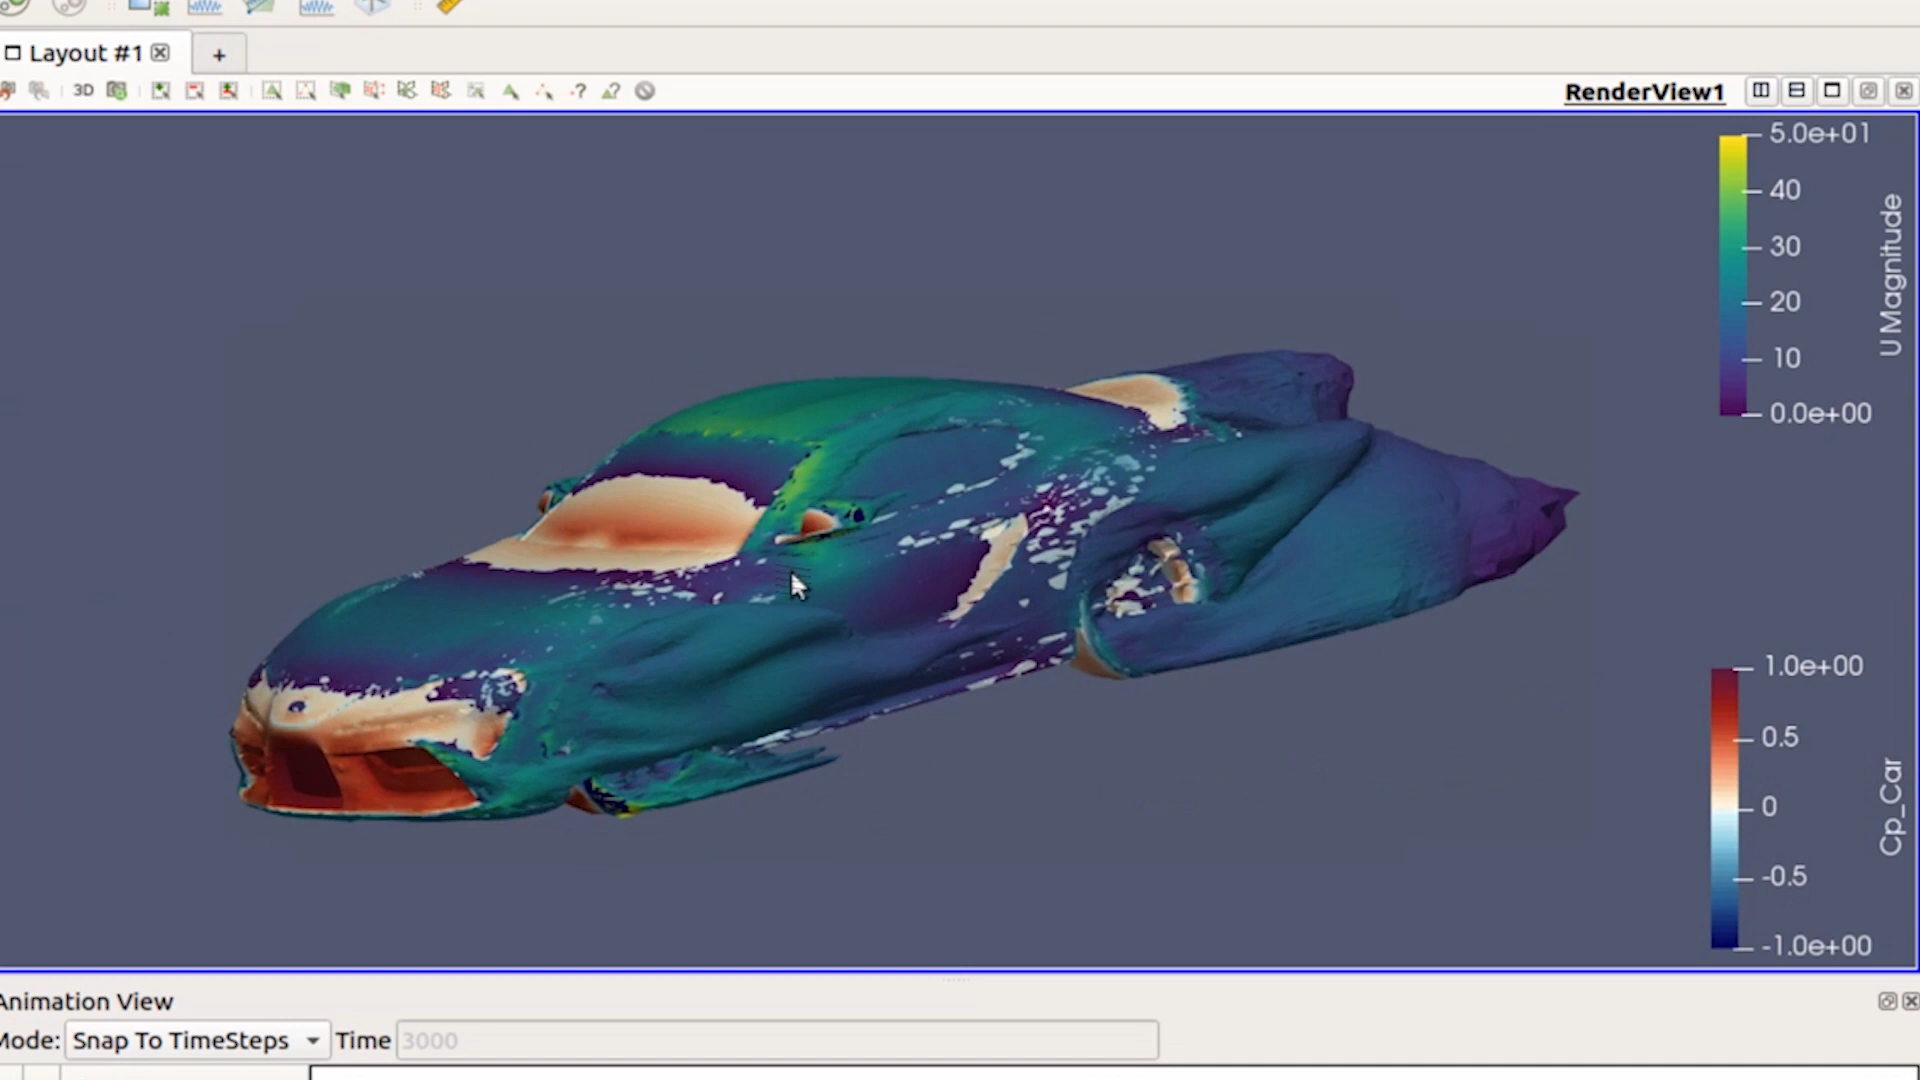 Layout #1
+
3D
?
?
RenderView1
5.0e+01
40
30
20
10
0.0e+00
U Magnitude
1.0e+00
0.5
0
-0.5
-1.0e+00
Cp_Car
Animation View
Mode: Snap To TimeSteps Time 3000